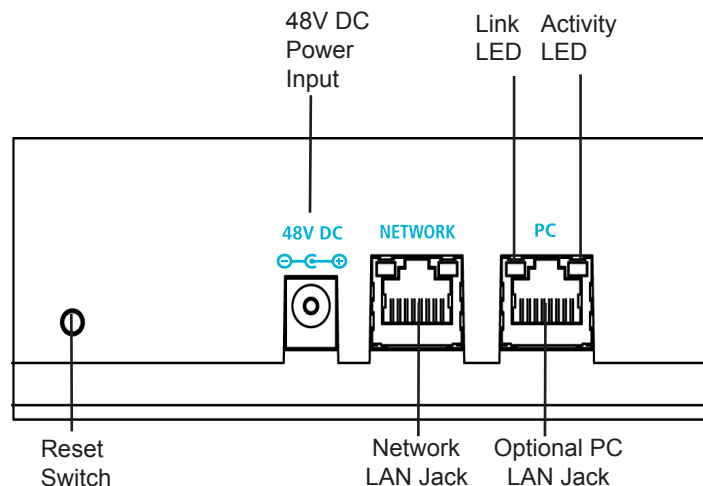 48V DC
Power
Input
Link
LED
Activity
LED
48V DC
NETWORK
PC
Reset
Switch
Network
LAN Jack
Optional PC
LAN Jack